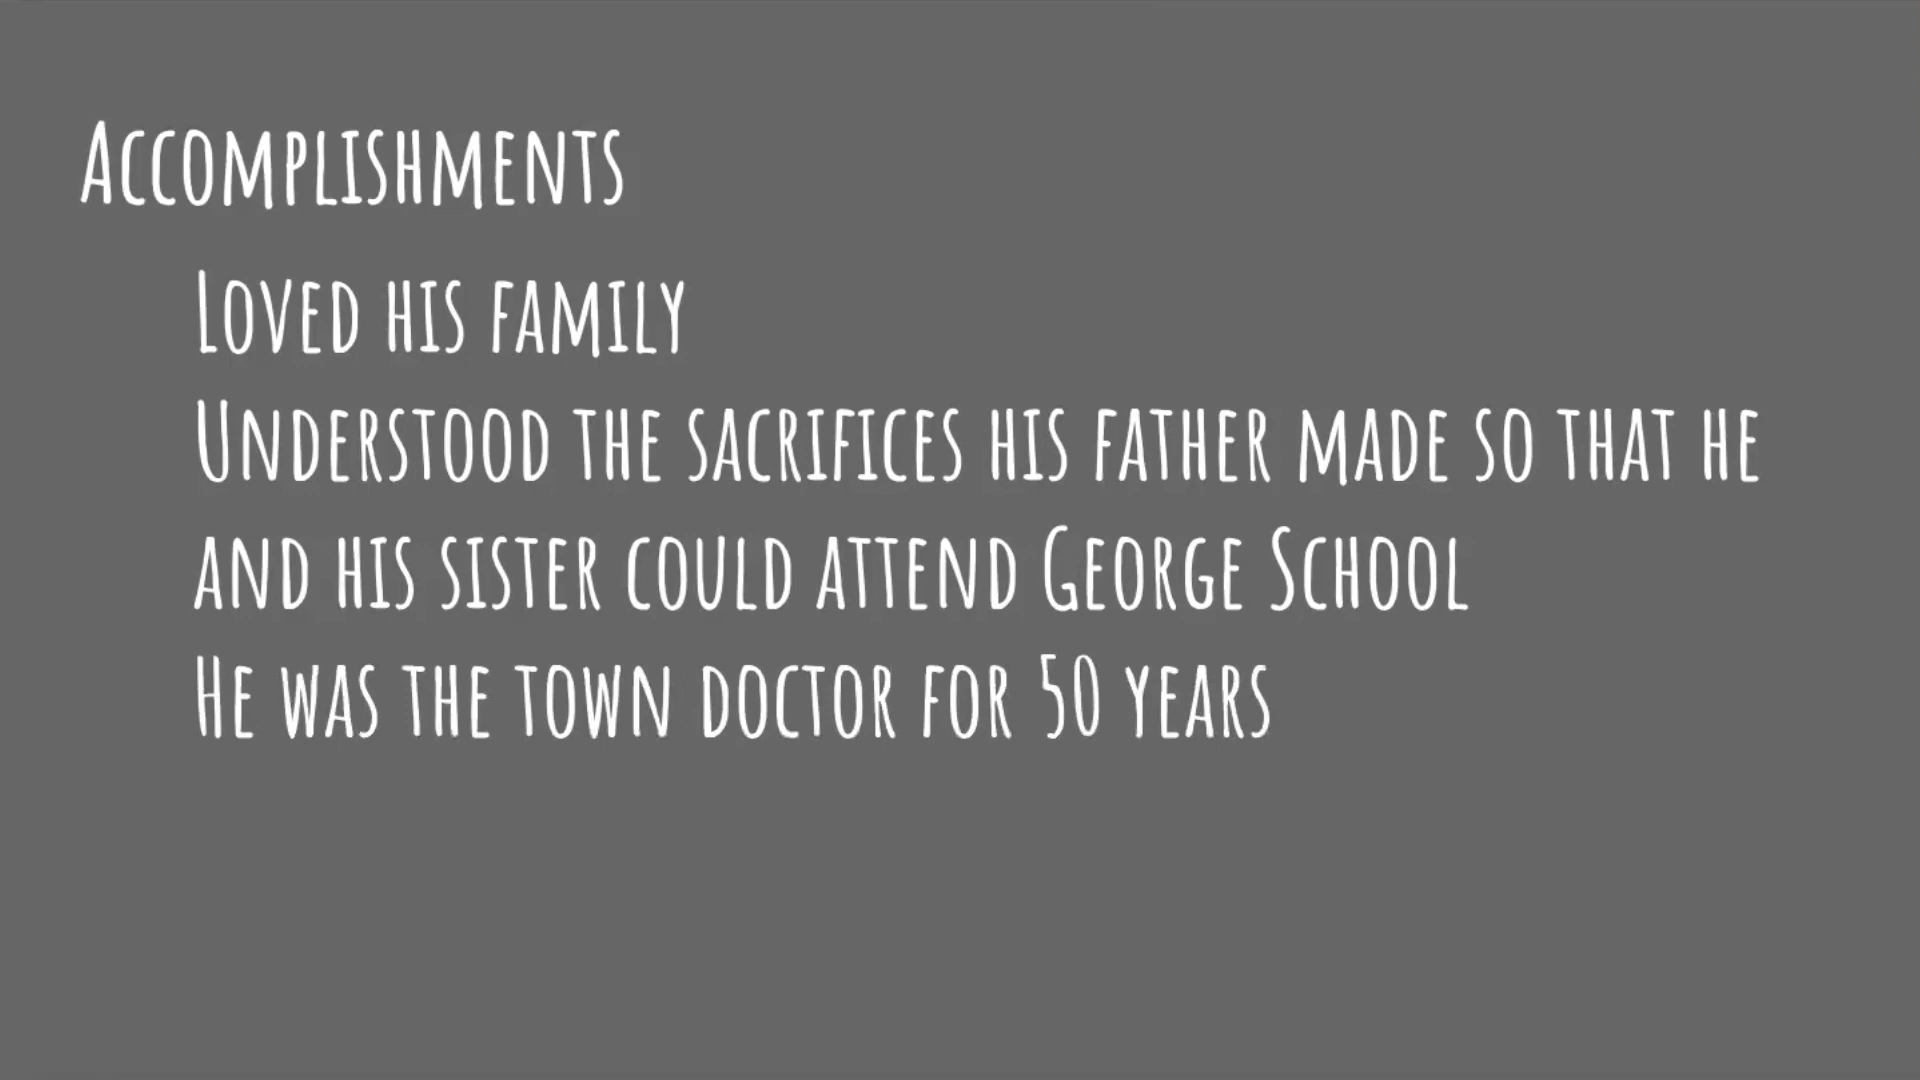 Accomplishments
Loved his family
Understood the sacrifices his father made so that he
and his sister could attend George School
He was the town doctor for 50 years